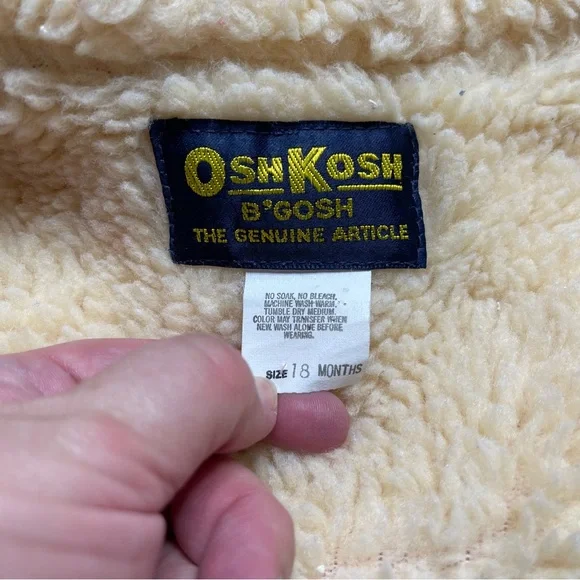 OSHKOSH
B'GOSH
THE GENUINE ARTICLE
NO SOAK, NO BLEACH,
MACHINE WASH WARM,
TUMBLE DRY MEDIUM.
COLOR MAY TRANSFER WHEN
NEW. WASH ALONE BEFORE
WEARING.
SIZE 18 MONTHS